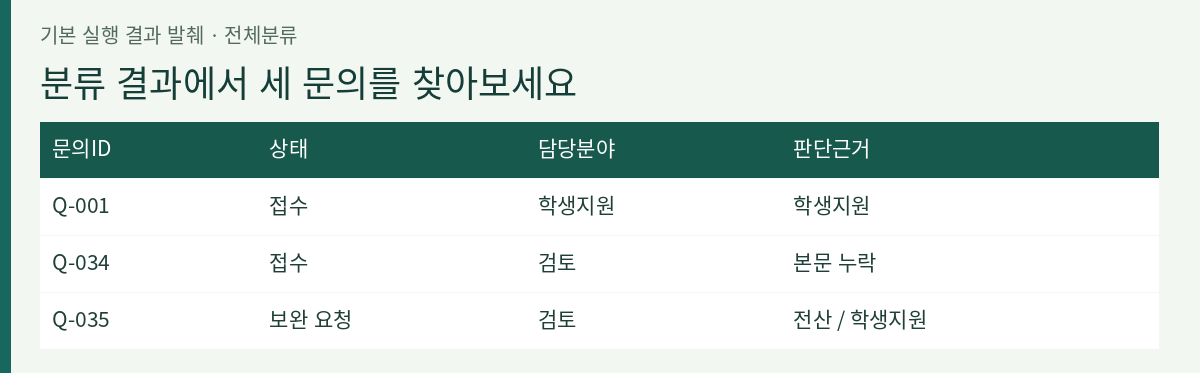 기본 실행 결과 발췌 · 전체분류
분류 결과에서 세 문의를 찾아보세요
문의ID 상태 담당분야 판단근거
Q-001 접수 학생지원 학생지원
Q-034 접수 검토 본문 누락
Q-035 보완 요청 검토 전산 / 학생지원